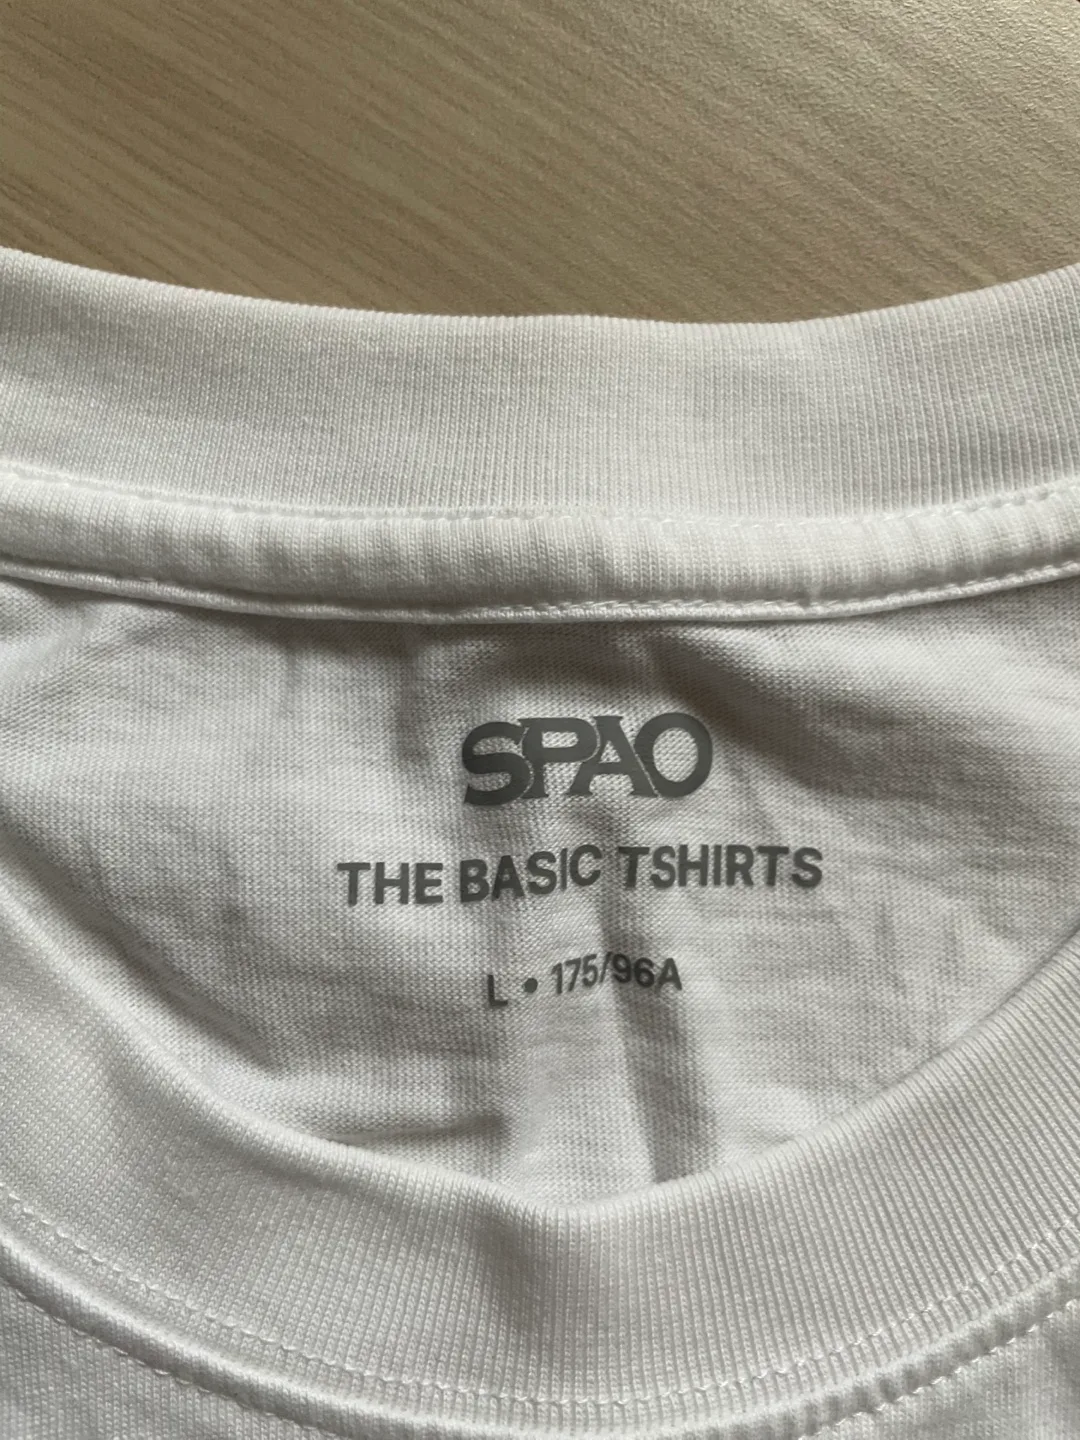 SPAO
THE BASIC TSHIRTS
L • 175/96A